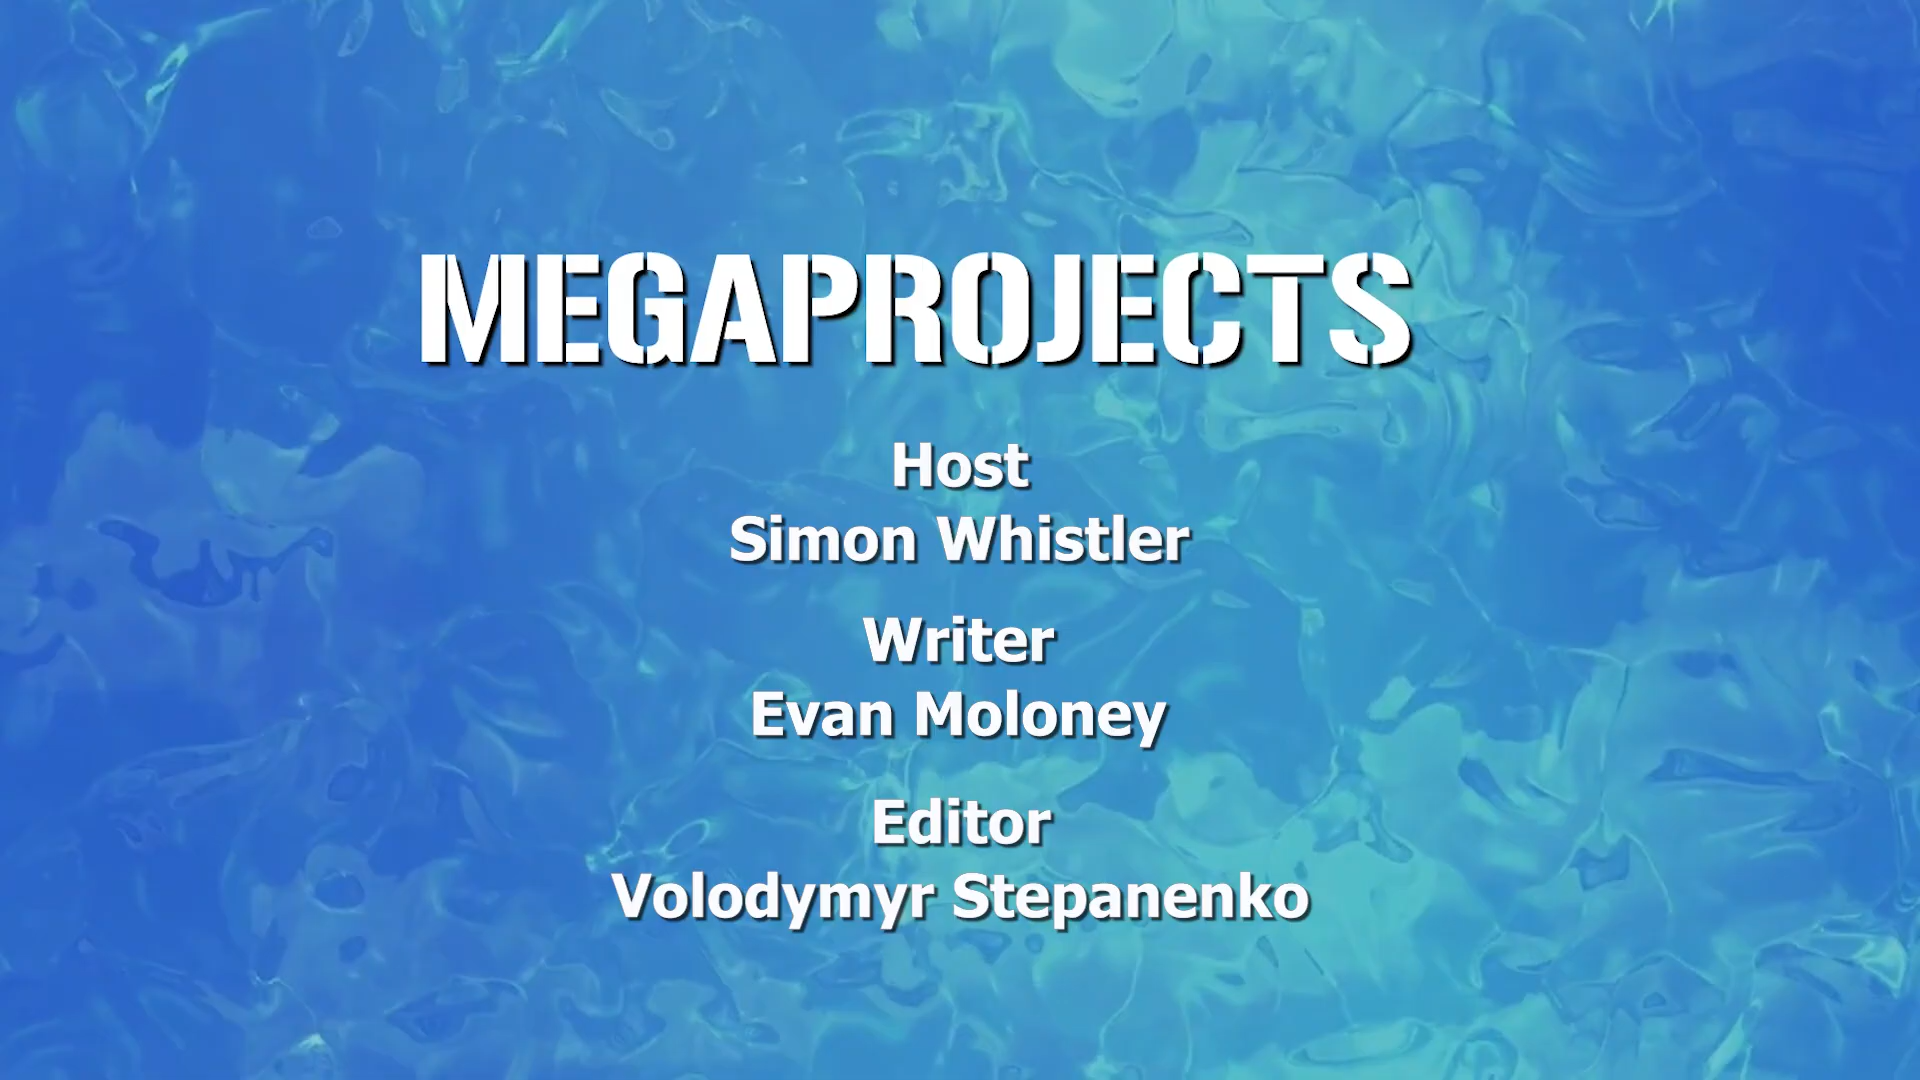 MEGAPROJECTS
Host
Simon Whistler
Writer
Evan Moloney
Editor
Volodymyr Stepanenko